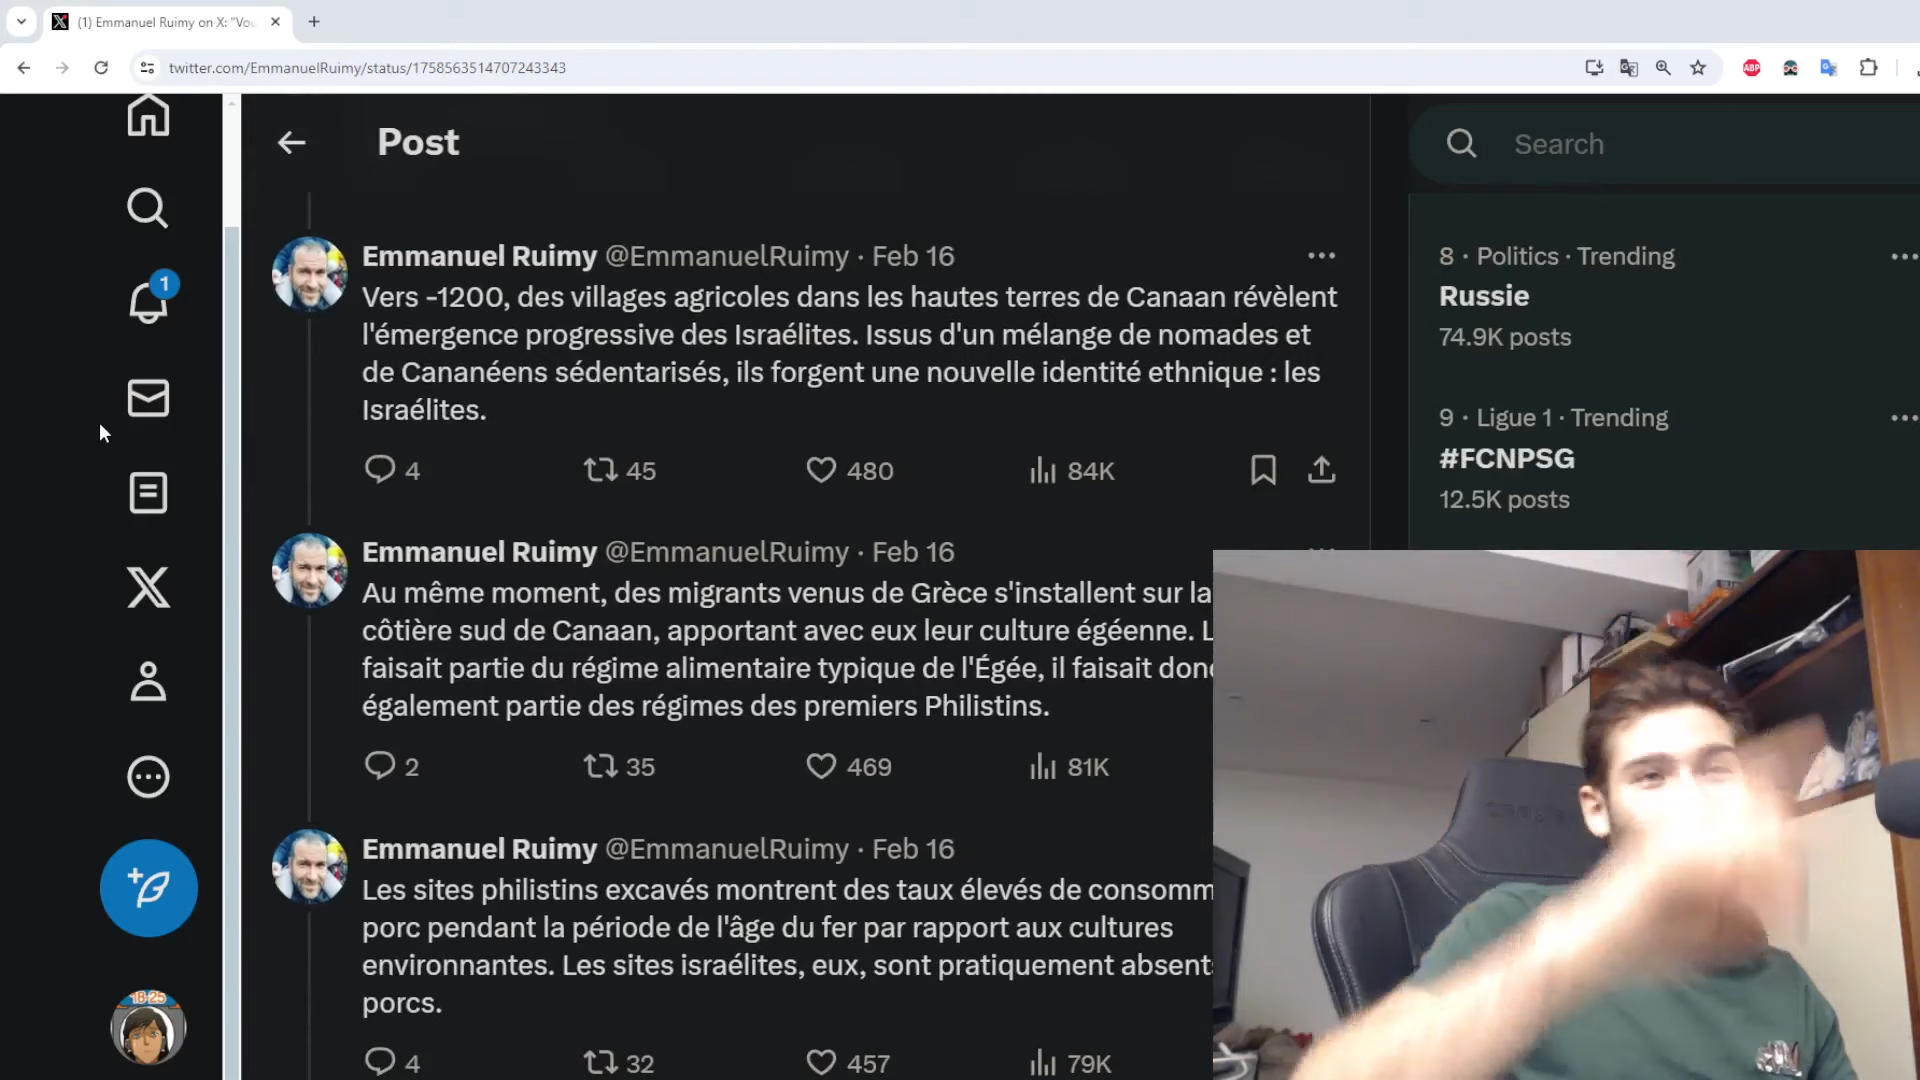 (1) Emmanuel Ruimy on X: "Vou
twitter.com/EmmanuelRuimy/status/1758563514707243343
ABP
Post
Search
1
Emmanuel Ruimy @EmmanuelRuimy · Feb 16
Vers -1200, des villages agricoles dans les hautes terres de Canaan révèlent
l'émergence progressive des Israélites. Issus d'un mélange de nomades et
de Cananéens sédentarisés, ils forgent une nouvelle identité ethnique : les
Israélites.
4 45 480 84K
Emmanuel Ruimy @EmmanuelRuimy · Feb 16
Au même moment, des migrants venus de Grèce s'installent sur la
côtière sud de Canaan, apportant avec eux leur culture égéenne. L
faisait partie du régime alimentaire typique de l'Égée, il faisait donc
également partie des régimes des premiers Philistins.
2 35 469 81K
Emmanuel Ruimy @EmmanuelRuimy · Feb 16
Les sites philistins excavés montrent des taux élevés de consomm
porc pendant la période de l'âge du fer par rapport aux cultures
environnantes. Les sites israélites, eux, sont pratiquement absents
porcs.
4 32 457 79K
8 · Politics · Trending
Russie
74.9K posts
9 · Ligue 1 · Trending
#FCNPSG
12.5K posts
18-25